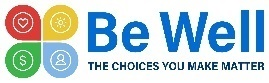 Be Well
THE CHOICES YOU MAKE MATTER
$